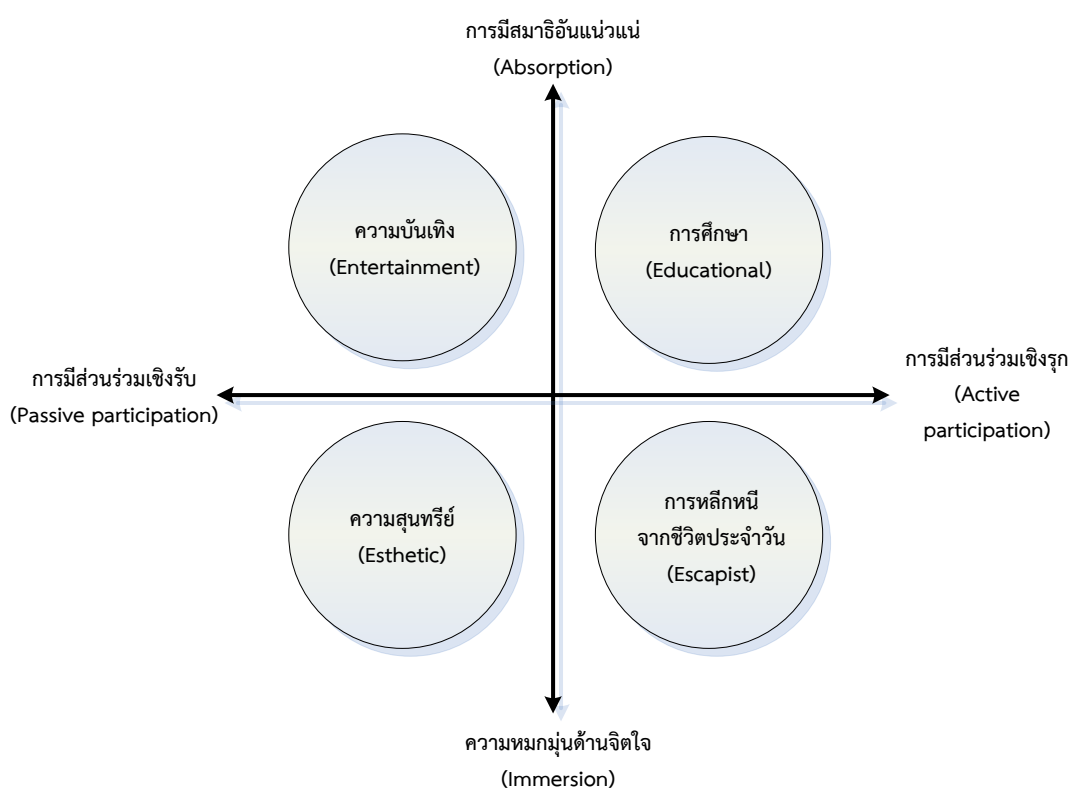 การมีสมาธิอันแน่วแน่
(Absorption)
ความบันเทิง
(Entertainment)
การศึกษา
(Educational)
การมีส่วนร่วมเชิงรับ
(Passive participation)
การมีส่วนร่วมเชิงรุก
(Active
participation)
ความสุนทรีย์
(Esthetic)
การหลีกหนี
จากชีวิตประจำวัน
(Escapist)
ความหมกมุ่นด้านจิตใจ
(Immersion)